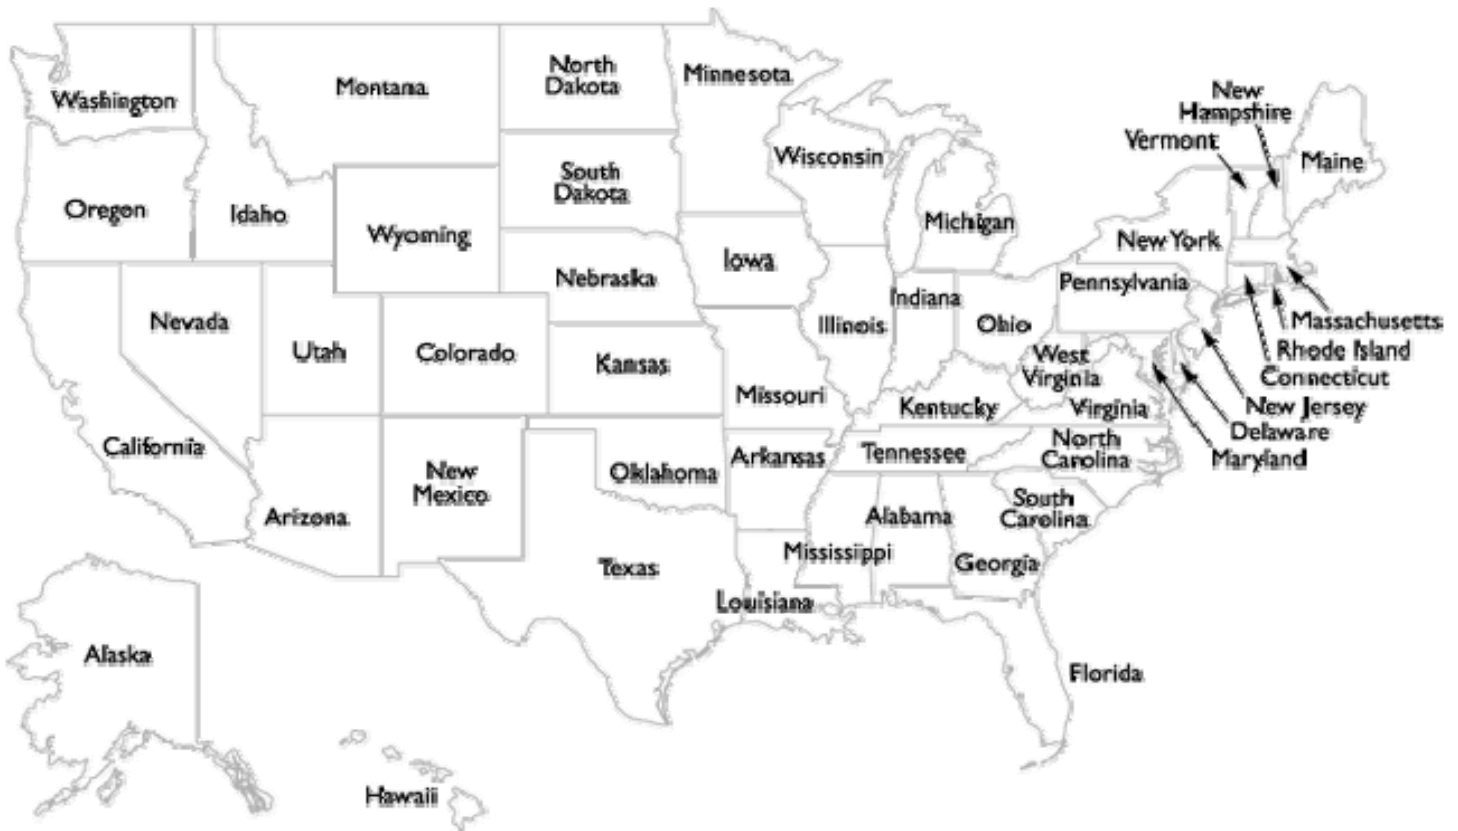 North
Dakota
Minnesota
Montana
Washington
New
Hampshire
Vermont
Maine
Wisconsin
South
Dakota
Oregon
Idaho
Wyoming
Michigan
New York
Iowa
Nebraska
Pennsylvania
Indiana
Nevada
Utah
Colorado
Kansas
Illinois
Ohio
Massachusetts
Rhode Island
Connecticut
New Jersey
Delaware
Maryland
West
Virginia
Virginia
Missouri
Kentucky
California
Arizona
New
Mexico
Oklahoma
Arkansas
Tennessee
North
Carolina
South
Carolina
Alabama
Mississippi
Georgia
Texas
Louisiana
Alaska
Florida
Hawaii